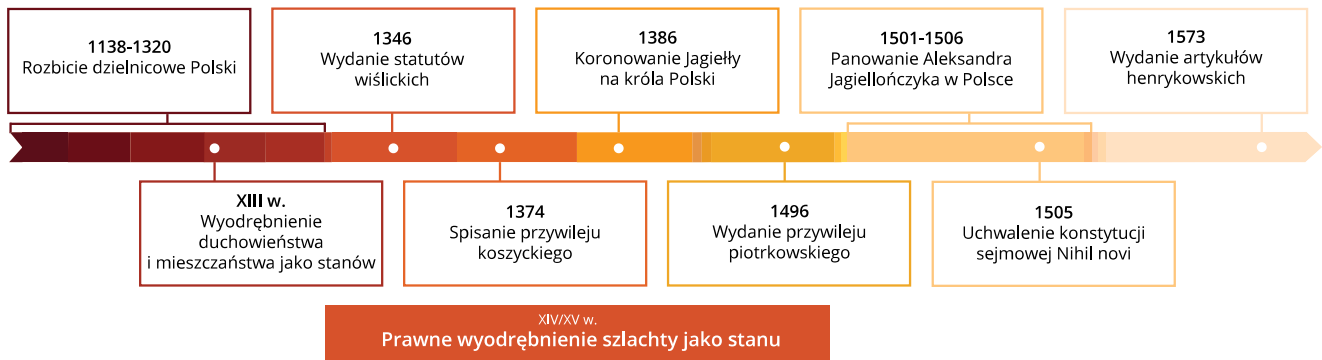 1138-1320
Rozbicie dzielnicowe Polski
1346
Wydanie statutów
wiślickich
1386
Koronowanie Jagiełły
na króla Polski
1501-1506
Panowanie Aleksandra
Jagiellończyka w Polsce
1573
Wydanie artykułów
henrykowskich
XIII w.
Wyodrębnienie
duchowieństwa
i mieszczaństwa jako stanów
1374
Spisanie przywileju
koszyckiego
1496
Wydanie przywileju
piotrkowskiego
1505
Uchwalenie konstytucji
sejmowej Nihil novi
XIV/XV w.
Prawne wyodrębnienie szlachty jako stanu